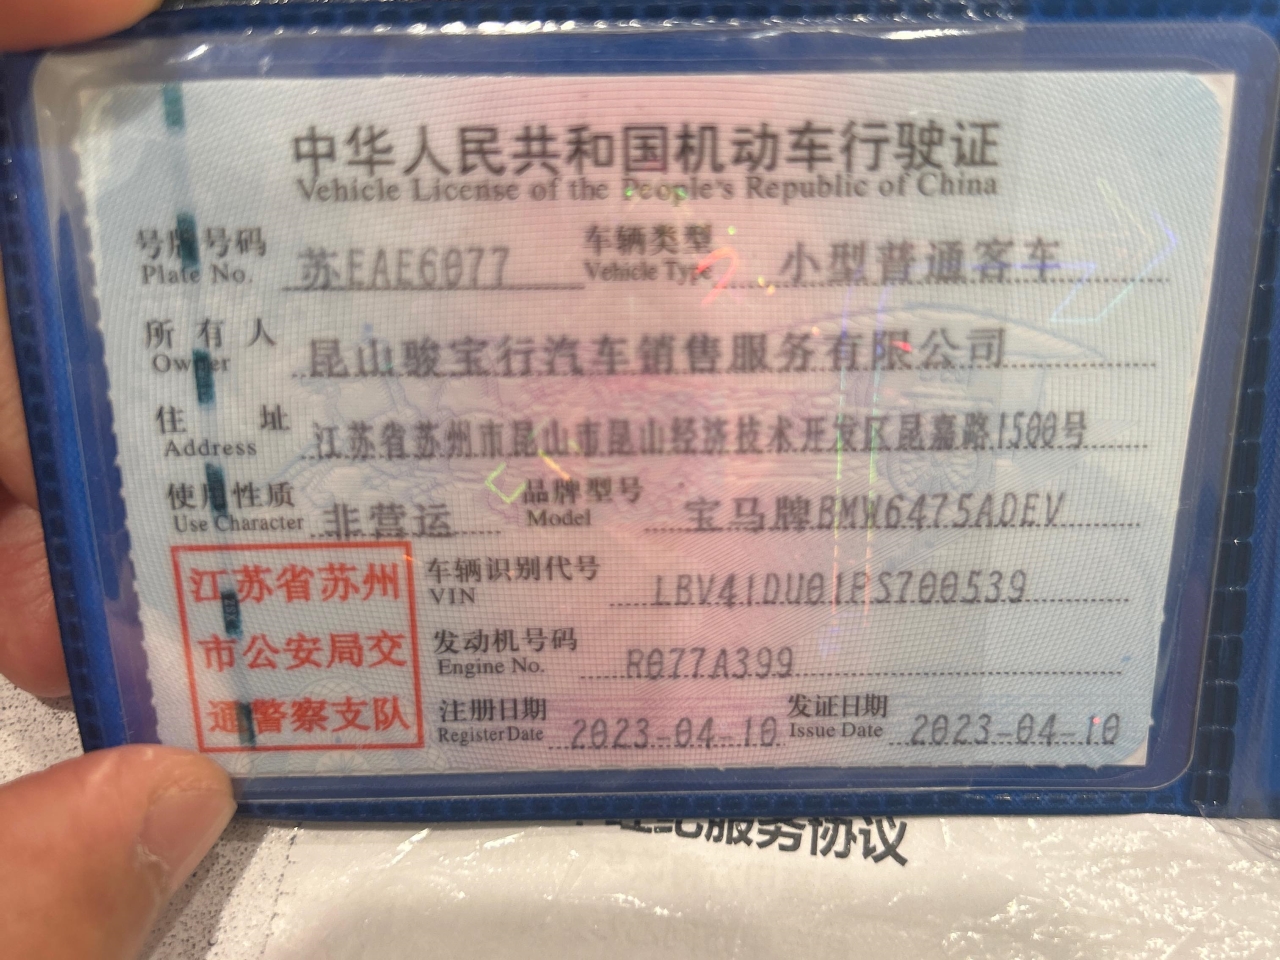 中华人民共和国机动车行驶证
Vehicle License of the People's Republic of China
号牌号码 苏EAE6077 车辆类型 小型普通客车
Plate No. Vehicle Type
所有人 昆山骏宝行汽车销售服务有限公司
Owner
住址 江苏省苏州市昆山市昆山经济技术开发区昆嘉路1500号
Address
使用性质 非营运 品牌型号 宝马牌BMW6475ADEV
Use Character Model
车辆识别代号 LBV41DU01PS700539
VIN
发动机号码 R077A399
Engine No.
注册日期 2023-04-10 发证日期 2023-04-10
Register Date Issue Date
江苏省苏州
市公安局交
通警察支队
服务协议